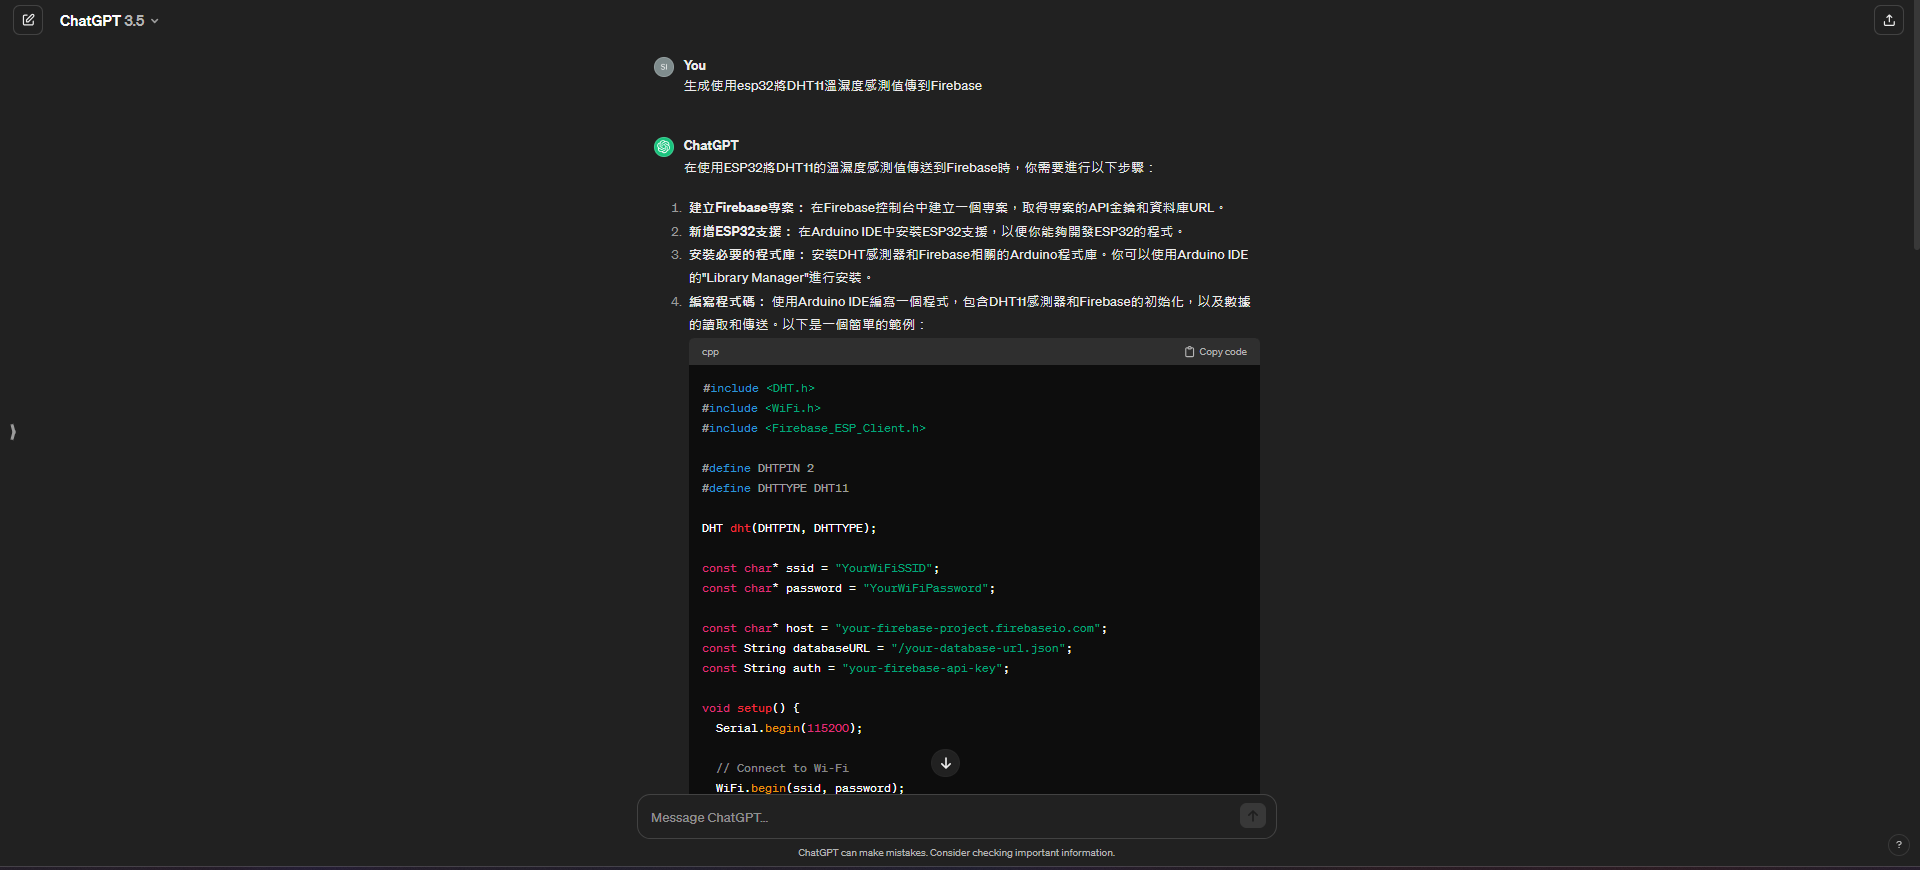 ChatGPT 3.5
SI
You
生成使用esp32將DHT11溫濕度感測值傳到Firebase
ChatGPT
在使用ESP32將DHT11的溫濕度感測值傳送到Firebase時，你需要進行以下步驟：
1. 建立Firebase專案： 在Firebase控制台中建立一個專案，取得專案的API金鑰和資料庫URL。
2. 新增ESP32支援： 在Arduino IDE中安裝ESP32支援，以便你能夠開發ESP32的程式。
3. 安裝必要的程式庫： 安裝DHT感測器和Firebase相關的Arduino程式庫。你可以使用Arduino IDE
的"Library Manager"進行安裝。
4. 編寫程式碼： 使用Arduino IDE編寫一個程式，包含DHT11感測器和Firebase的初始化，以及數據
的讀取和傳送。以下是一個簡單的範例：
cpp
Copy code
#include <DHT.h>
#include <WiFi.h>
#include <Firebase_ESP_Client.h>
#define DHTPIN 2
#define DHTTYPE DHT11
DHT dht(DHTPIN, DHTTYPE);
const char* ssid = "YourWiFiSSID";
const char* password = "YourWiFiPassword";
const char* host = "your-firebase-project.firebaseio.com";
const String databaseURL = "/your-database-url.json";
const String auth = "your-firebase-api-key";
void setup() {
Serial.begin(115200);
// Connect to Wi-Fi
WiFi.begin(ssid, password);
Message ChatGPT...
ChatGPT can make mistakes. Consider checking important information.
?